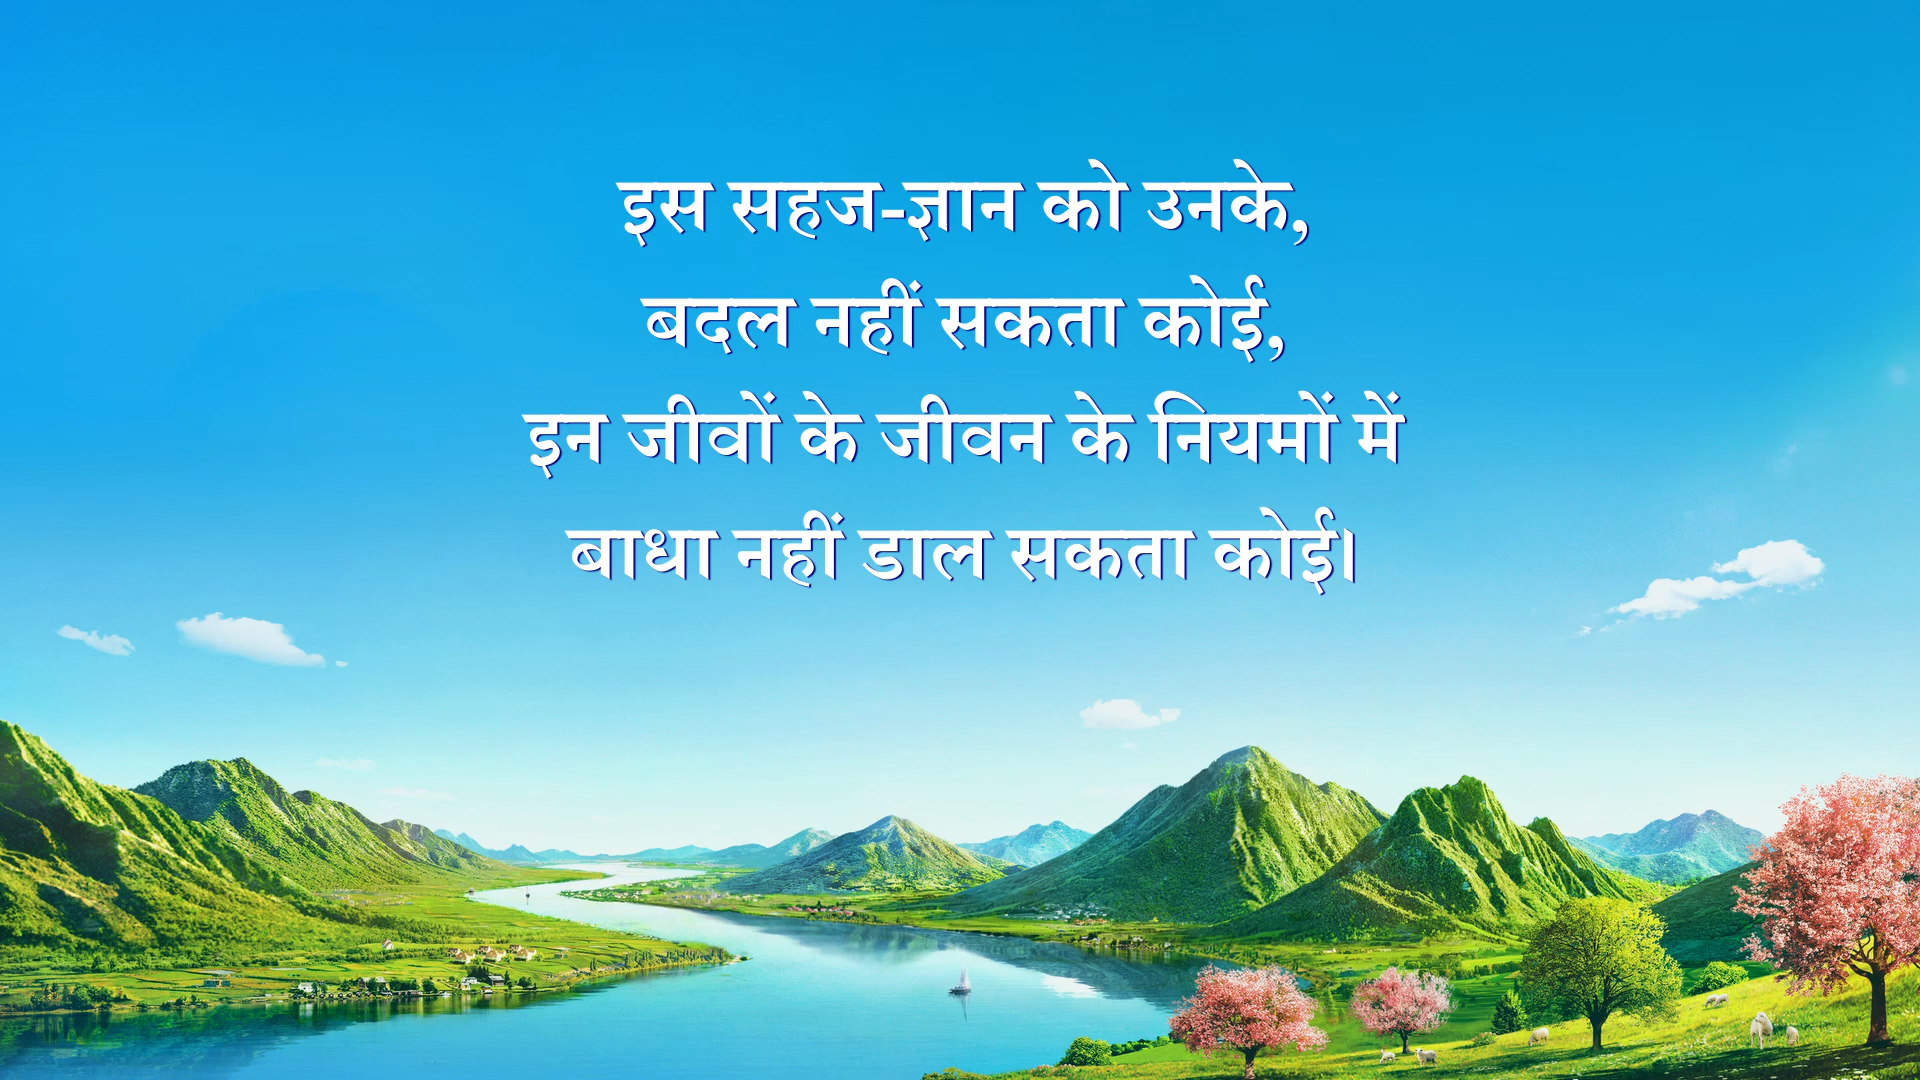 इस सहज-ज्ञान को उनके,
बदल नहीं सकता कोई,
इन जीवों के जीवन के नियमों में
बाधा नहीं डाल सकता कोई।